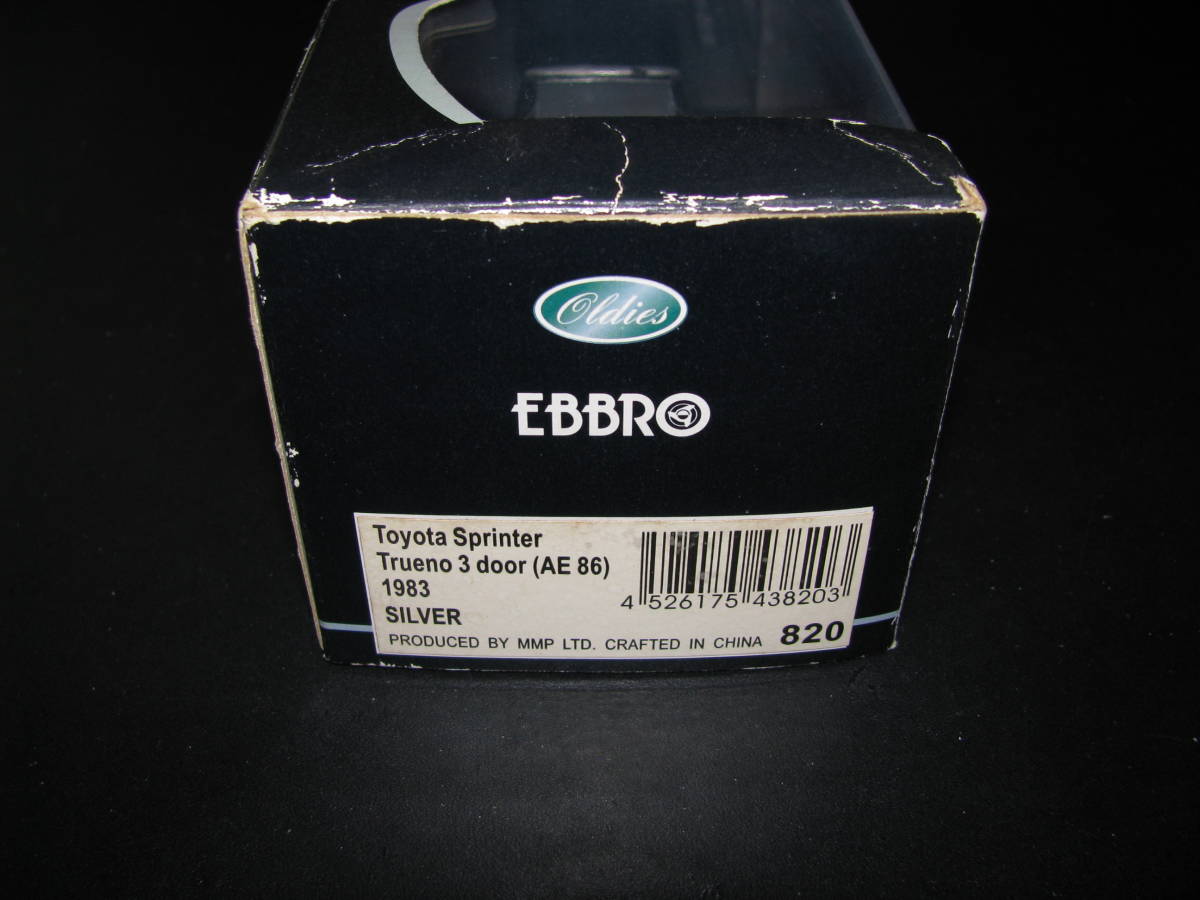 Oldies
EBBRO
Toyota Sprinter
Trueno 3 door (AE 86)
1983
SILVER
4 526175 438203
PRODUCED BY MMP LTD. CRAFTED IN CHINA 820